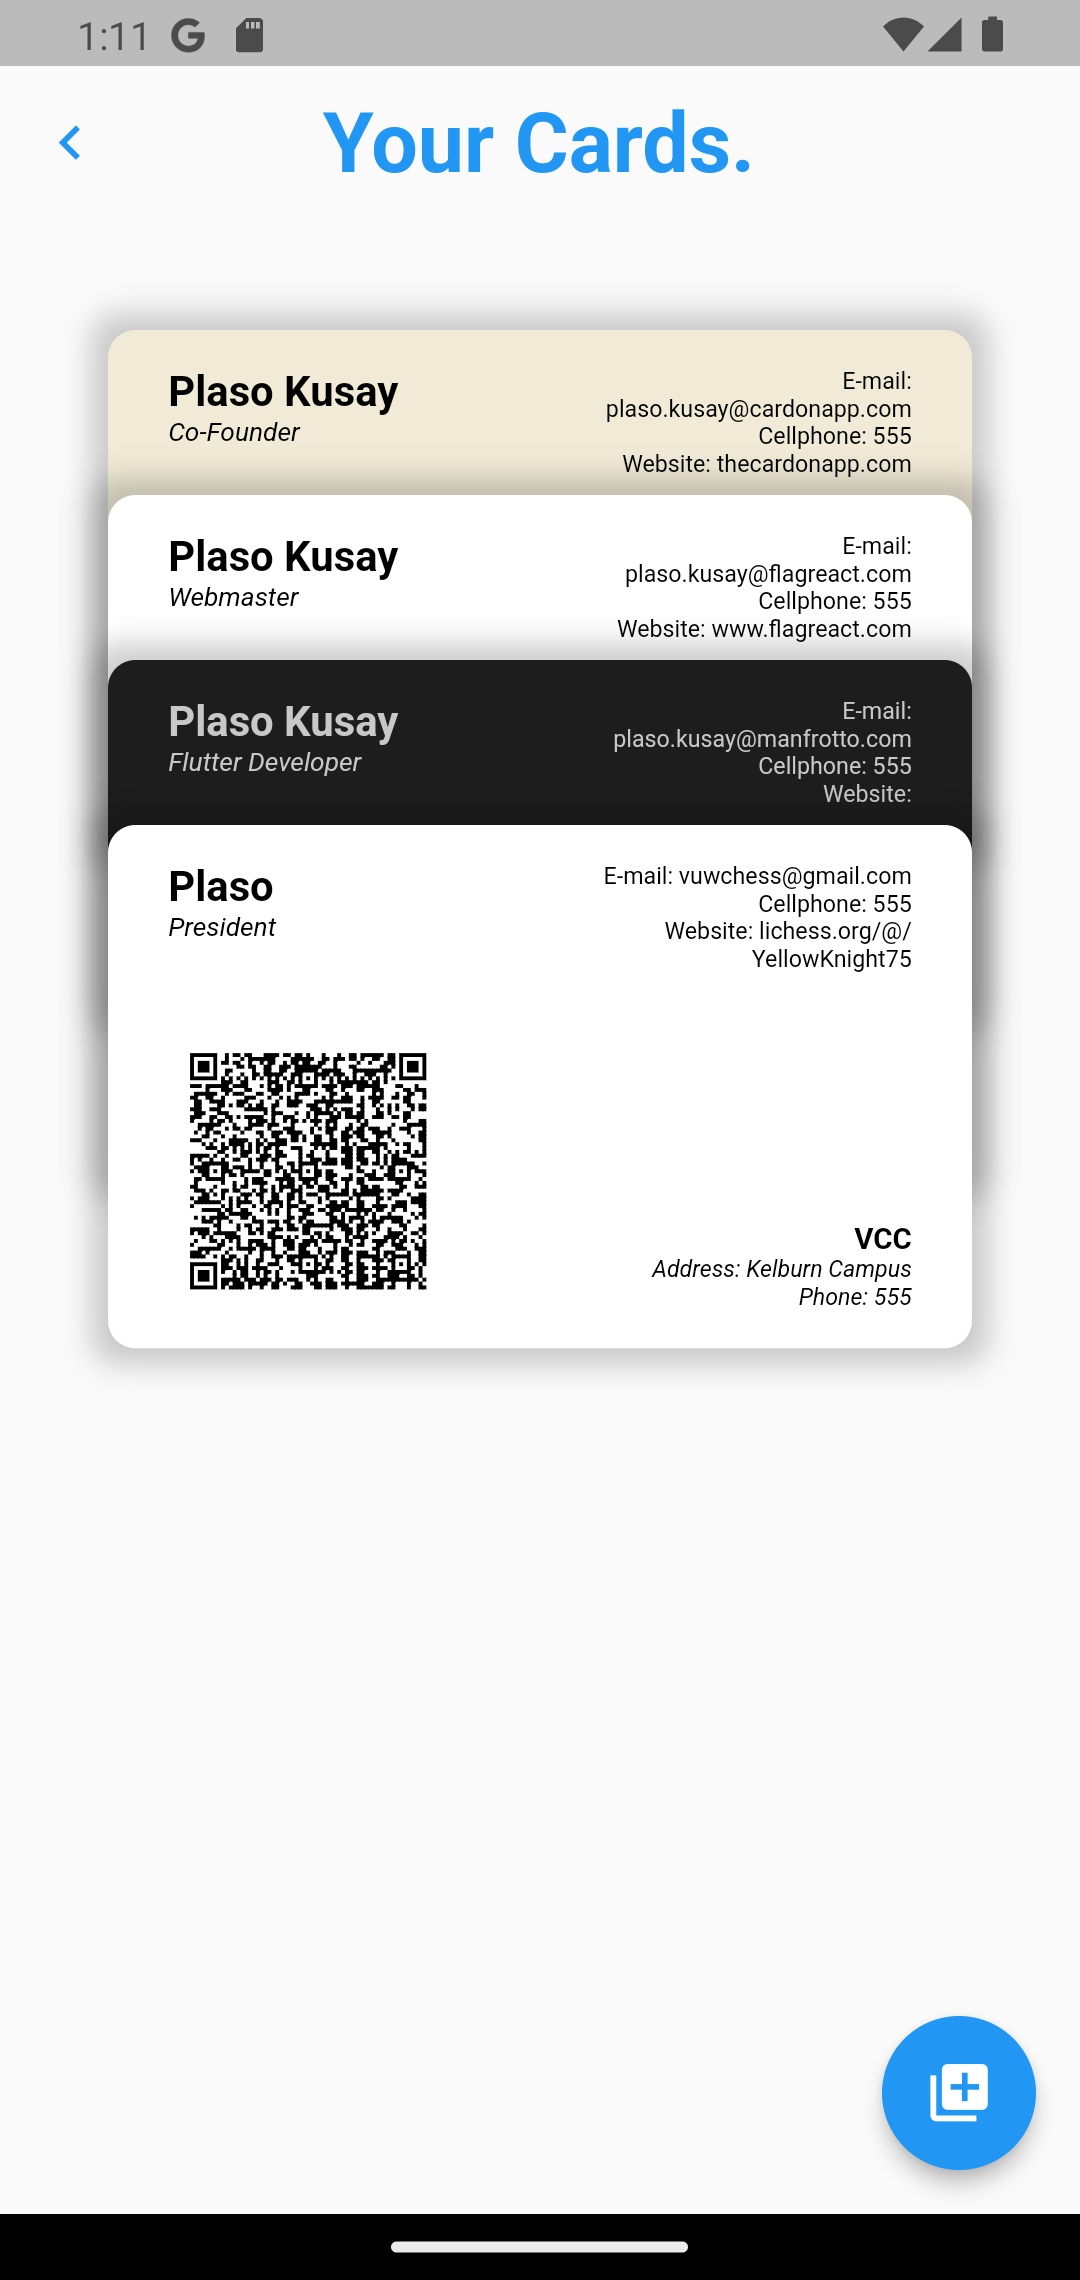 1:11
Your Cards.
Plaso Kusay
Co-Founder
E-mail:
plaso.kusay@cardonapp.com
Cellphone: 555
Website: thecardonapp.com
Plaso Kusay
Webmaster
E-mail:
plaso.kusay@flagreact.com
Cellphone: 555
Website: www.flagreact.com
Plaso Kusay
Flutter Developer
E-mail:
plaso.kusay@manfrotto.com
Cellphone: 555
Website:
Plaso
President
E-mail: vuwchess@gmail.com
Cellphone: 555
Website: lichess.org/@/
YellowKnight75
VCC
Address: Kelburn Campus
Phone: 555